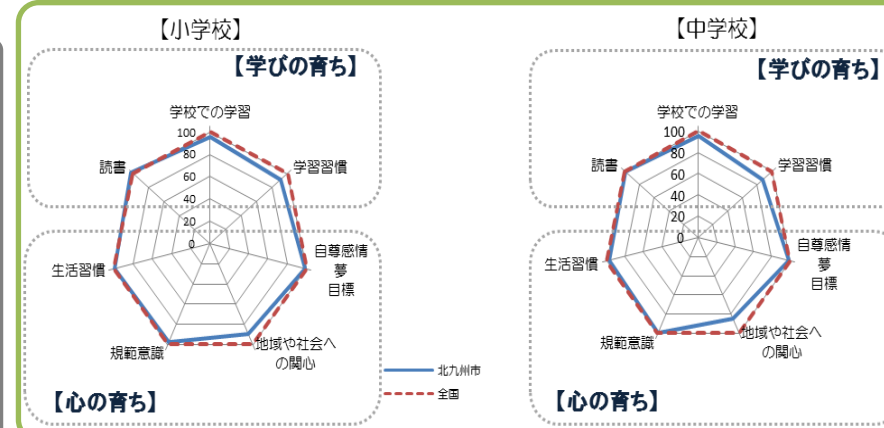 【小学校】
【学びの育ち】
学校での学習
学習習慣
自尊感情
夢
目標
地域や社会へ
の関心
規範意識
生活習慣
読書
100
80
60
40
20
0
【心の育ち】
北九州市
全国
【中学校】
【学びの育ち】
学校での学習
学習習慣
自尊感情
夢
目標
地域や社会へ
の関心
規範意識
生活習慣
読書
100
80
60
40
20
0
【心の育ち】